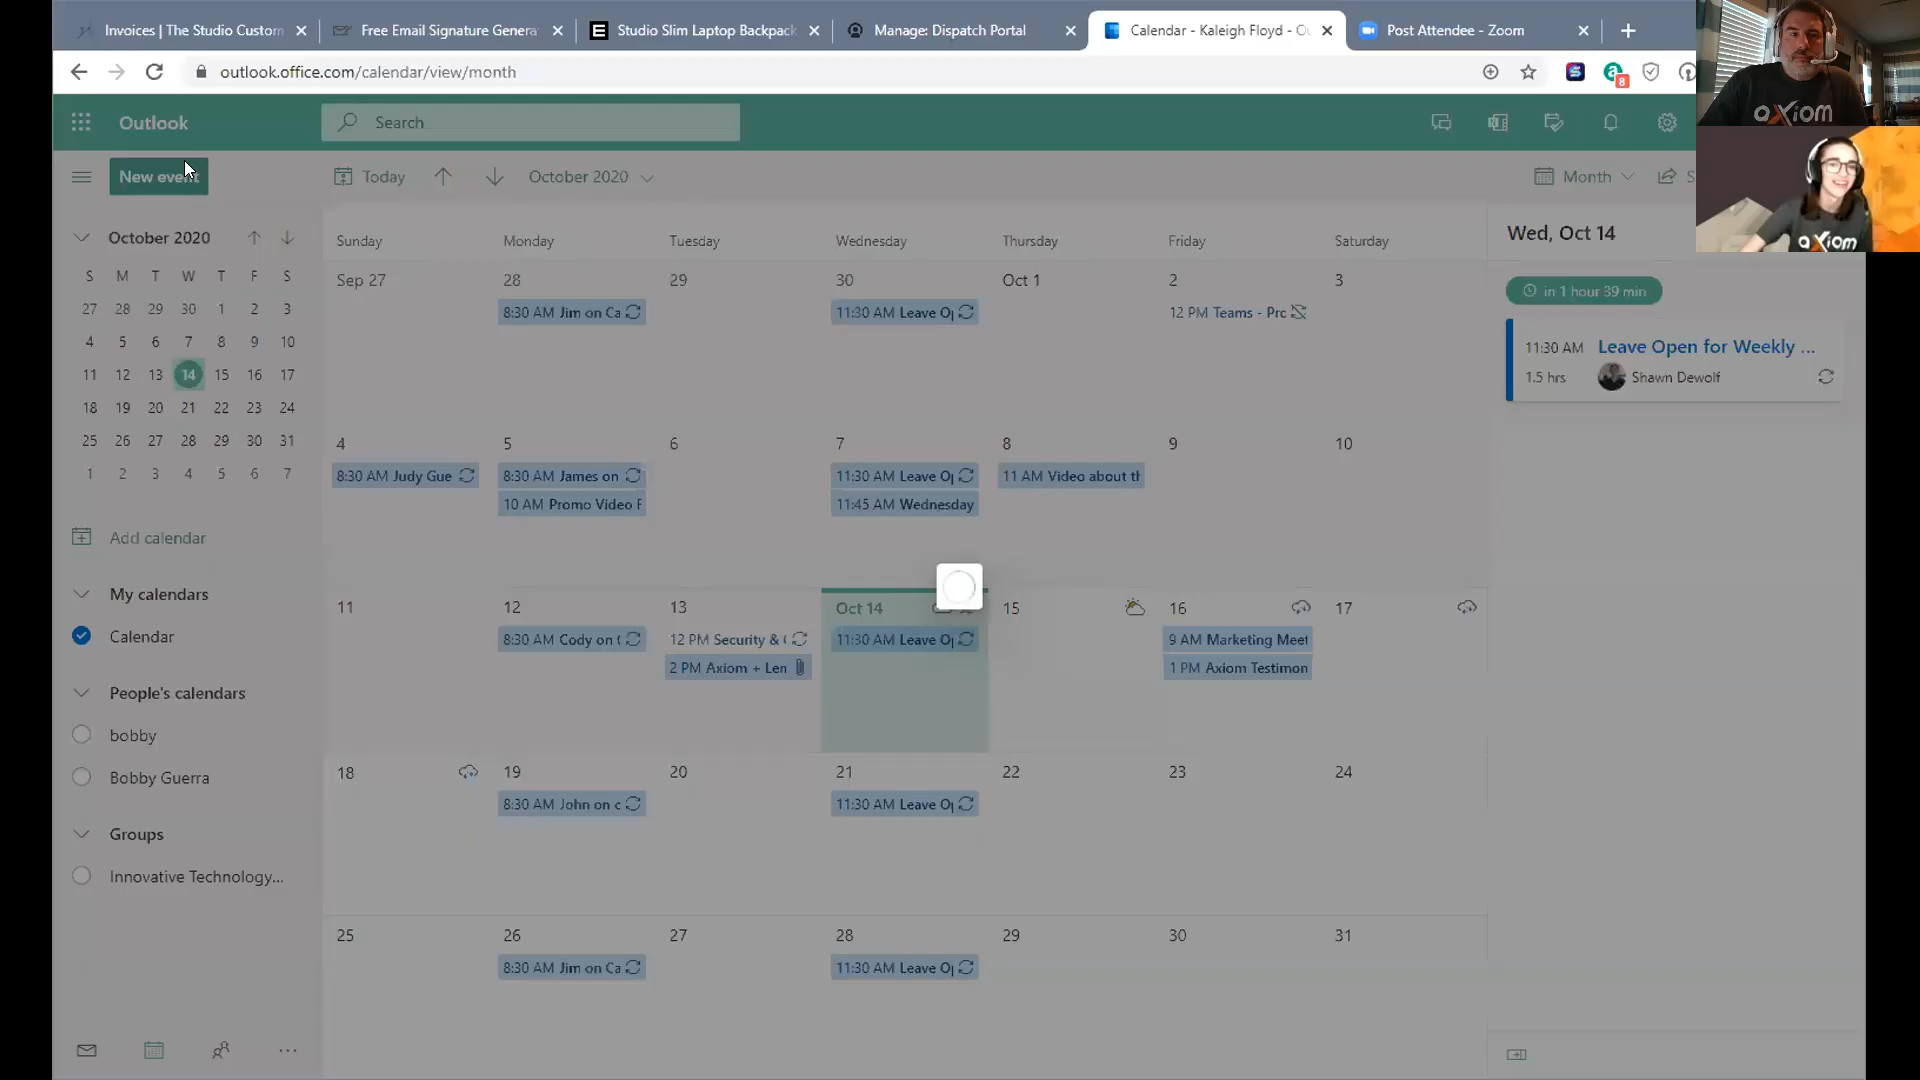 Invoices | The Studio Custom
Free Email Signature Genera
Studio Slim Laptop Backpack
Manage: Dispatch Portal
Calendar - Kaleigh Floyd - Ou
Post Attendee - Zoom
outlook.office.com/calendar/view/month
8
Outlook
Search
New event
Today
October 2020
Month
S
October 2020
S M T W T F S
27 28 29 30 1 2 3
4 5 6 7 8 9 10
11 12 13 14 15 16 17
18 19 20 21 22 23 24
25 26 27 28 29 30 31
1 2 3 4 5 6 7
Add calendar
My calendars
Calendar
People's calendars
bobby
Bobby Guerra
Groups
Innovative Technology...
Sunday Monday Tuesday Wednesday Thursday Friday Saturday
Sep 27 28 29 30 Oct 1 2 3
8:30 AM Jim on Ca
11:30 AM Leave O
12 PM Teams - Prc
4 5 6 7 8 9 10
8:30 AM Judy Gue
8:30 AM James on
11:30 AM Leave O
11 AM Video about th
10 AM Promo Video F
11:45 AM Wednesday
11 12 13 Oct 14 15 16 17
8:30 AM Cody on
12 PM Security &
11:30 AM Leave O
9 AM Marketing Meet
2 PM Axiom + Len
1 PM Axiom Testimon
18 19 20 21 22 23 24
8:30 AM John on c
11:30 AM Leave O
25 26 27 28 29 30 31
8:30 AM Jim on Ca
11:30 AM Leave O
Wed, Oct 14
in 1 hour 39 min
11:30 AM Leave Open for Weekly ...
1.5 hrs Shawn Dewolf
axiom
axiom